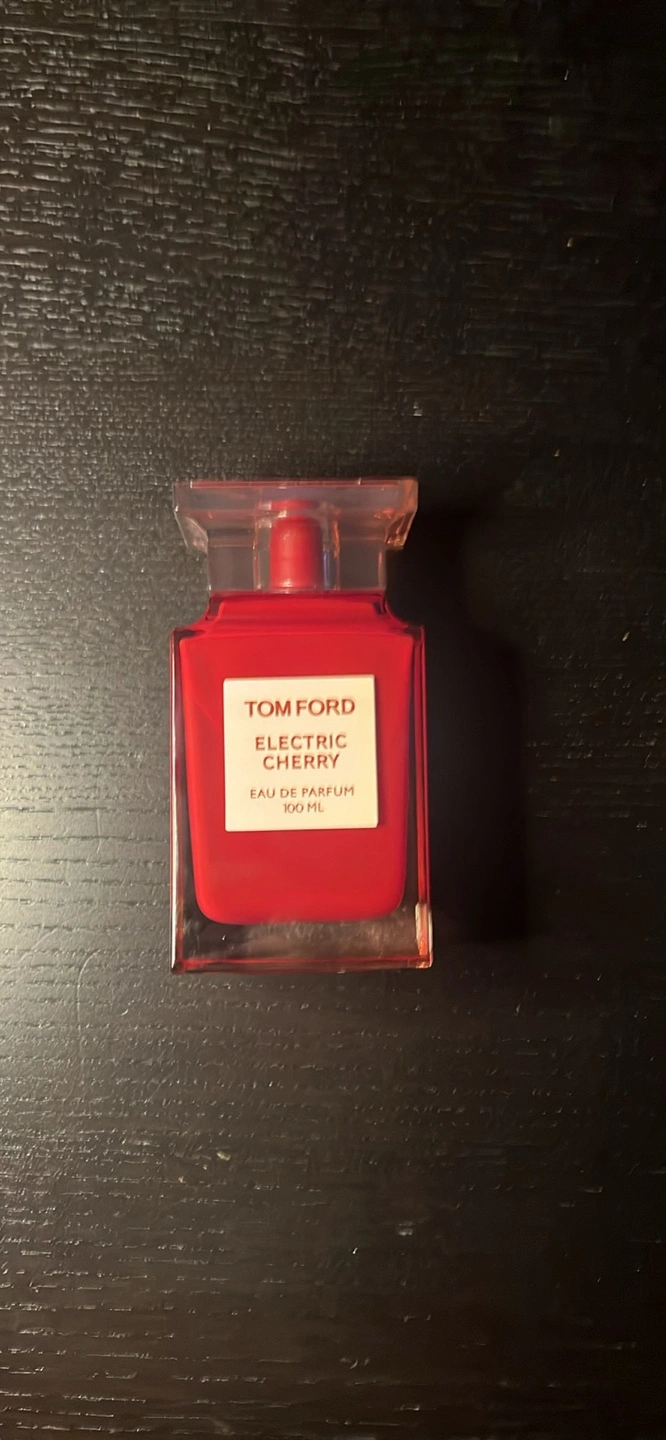 TOM FORD
ELECTRIC
CHERRY
EAU DE PARFUM
100 ML